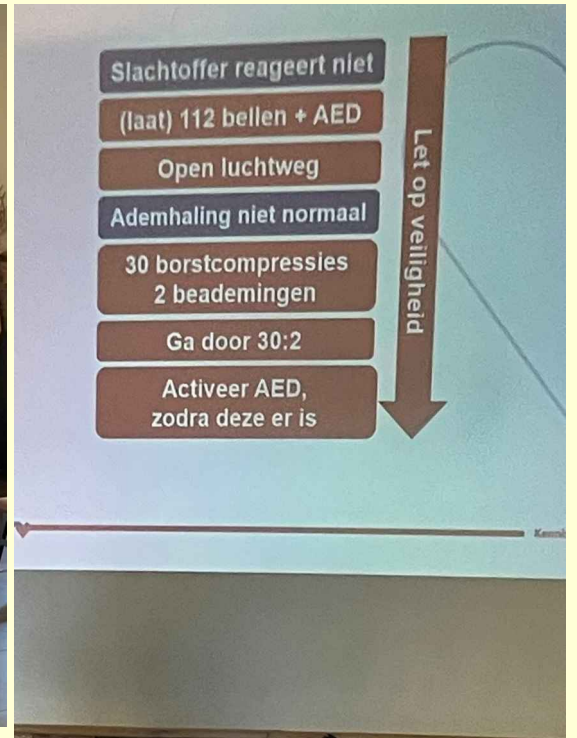 Slachtoffer reageert niet
(laat) 112 bellen + AED
Open luchtweg
Ademhaling niet normaal
30 borstcompressies
2 beademingen
Ga door 30:2
Activeer AED,
zodra deze er is
Let op veiligheid